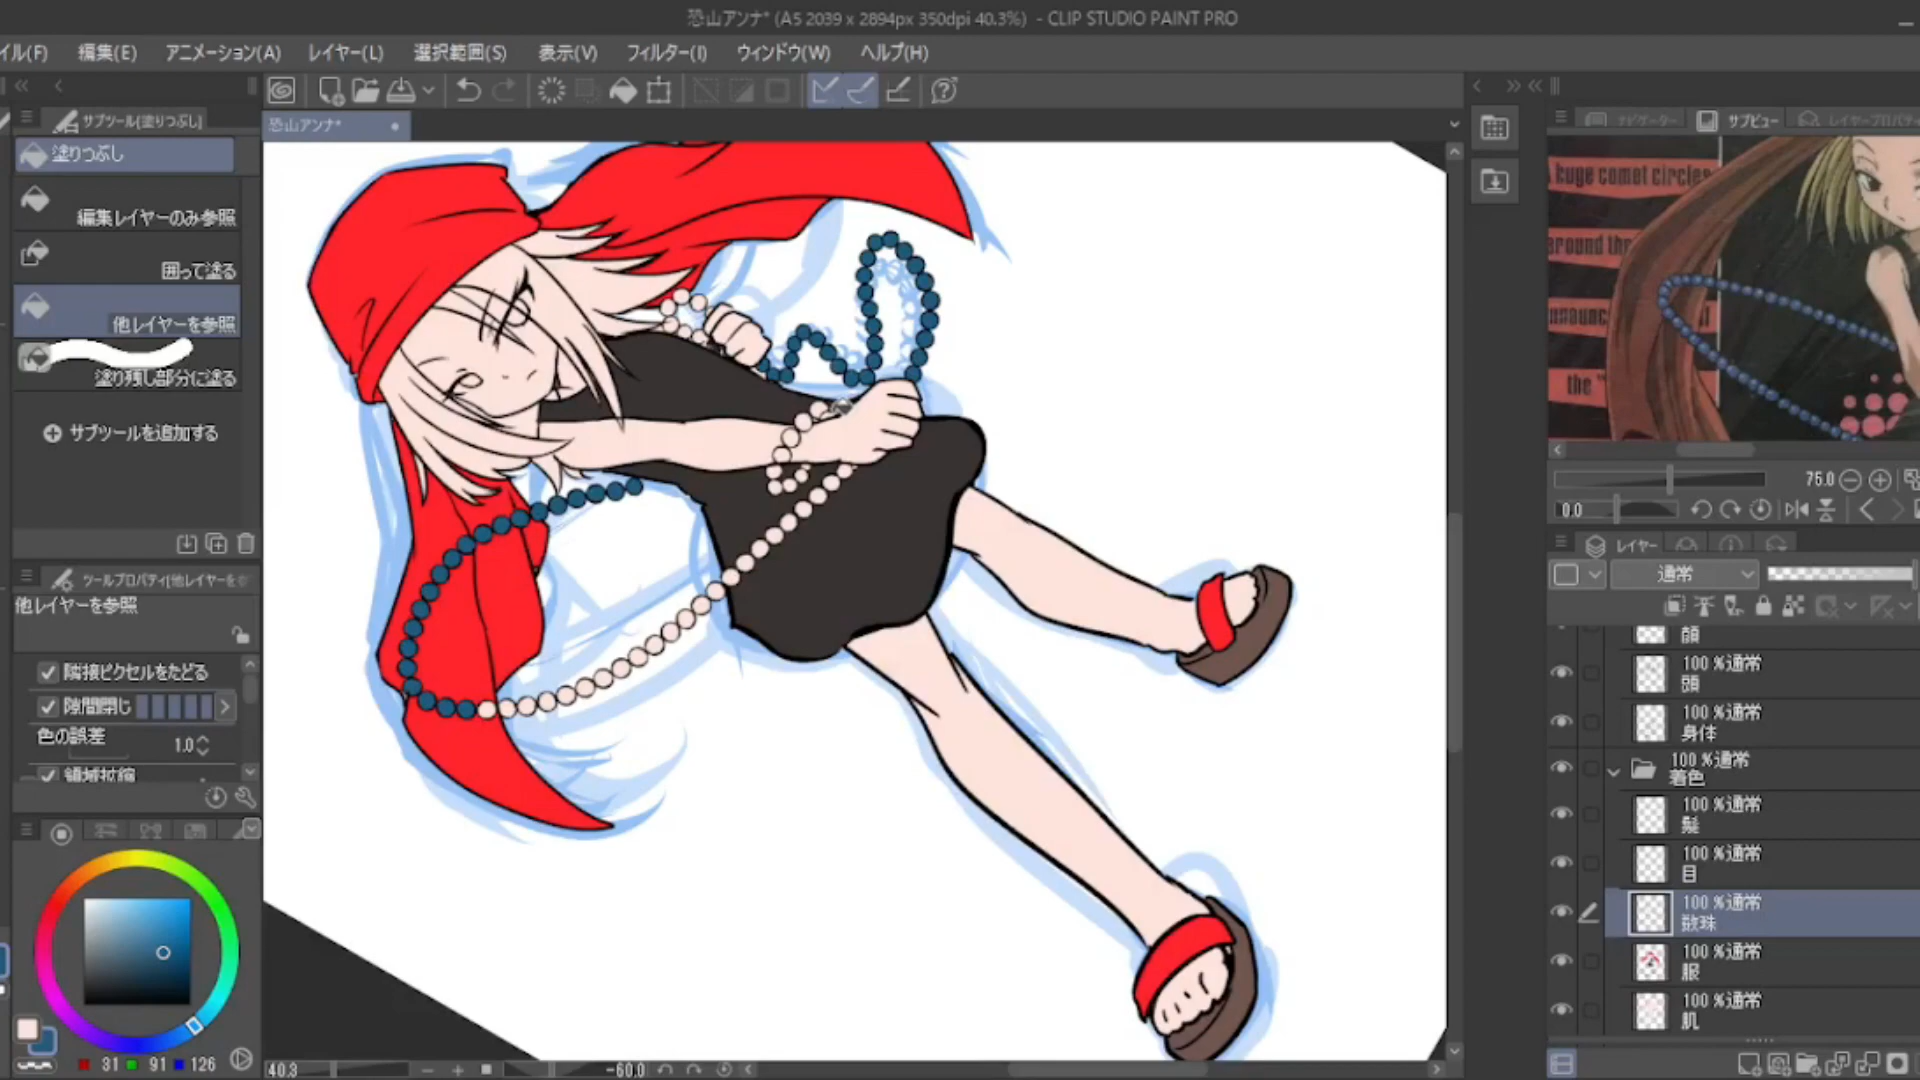 恐山アンナ* (A5 2039 x 2894px 350dpi 40.3%) - CLIP STUDIO PAINT PRO
イル(F) 編集(E) アニメーション(A) レイヤー(L) 選択範囲(S) 表示(V) フィルター(I) ウィンドウ(W) ヘルプ(H)
サブツール[塗りつぶし]
塗りつぶし
編集レイヤーのみ参照
囲って塗る
他レイヤーを参照
塗り残し部分に塗る
サブツールを追加する
ツールプロパティ[他レイヤーを
他レイヤーを参照
隣接ピクセルをたどる
隙間閉じ
色の誤差 1.0
領域拡縮
31 91 126
恐山アンナ*
40.3
-60.0
ナビゲーター サブビュー レイヤープロパティ
A huge comet circles
around the
the
75.0
0.0
レイヤー
通常
顔
100 %通常
頭
100 %通常
身体
100 %通常
着色
100 %通常
髪
100 %通常
目
100 %通常
数珠
100 %通常
服
100 %通常
肌